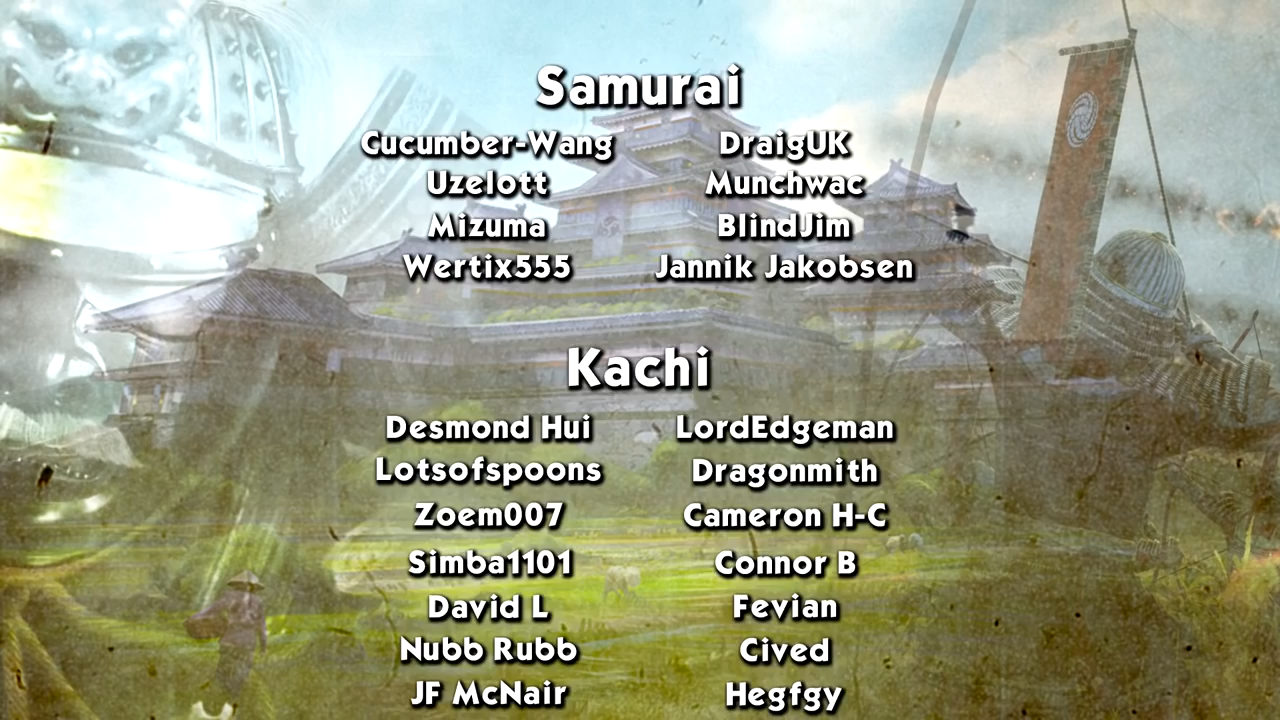 Samurai
Cucumber-Wang DraigUK
Uzelott Munchwac
Mizuma BlindJim
Wertix555 Jannik Jakobsen
Kachi
Desmond Hui LordEdgeman
Lotsofspoons Dragonmith
Zoem007 Cameron H-C
Simba1101 Connor B
David L Fevian
Nubb Rubb Cived
JF McNair Hegfgy